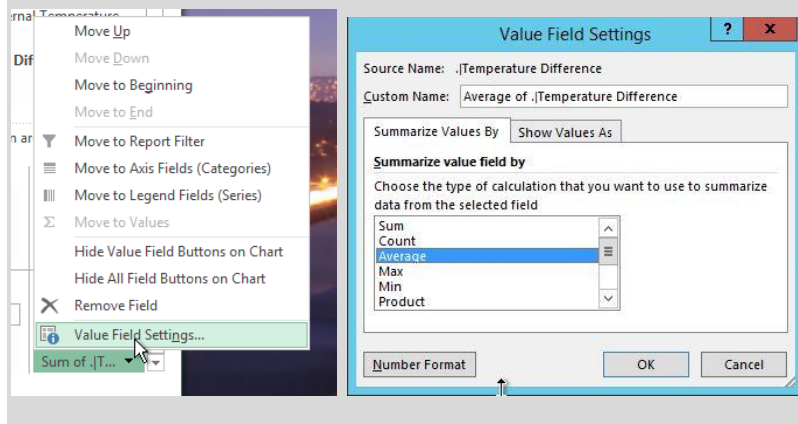 Move Up
Dif
Move Down
Move to Beginning
Move to End
n ar
Move to Report Filter
Move to Axis Fields (Categories)
Move to Legend Fields (Series)
Σ Move to Values
Hide Value Field Buttons on Chart
Hide All Field Buttons on Chart
Remove Field
Value Field Settings...
Sum of .|T...
Value Field Settings
? x
Source Name: .|Temperature Difference
Custom Name: Average of .|Temperature Difference
Summarize Values By Show Values As
Summarize value field by
Choose the type of calculation that you want to use to summarize
data from the selected field
Sum
Count
Average
Max
Min
Product
Number Format OK Cancel